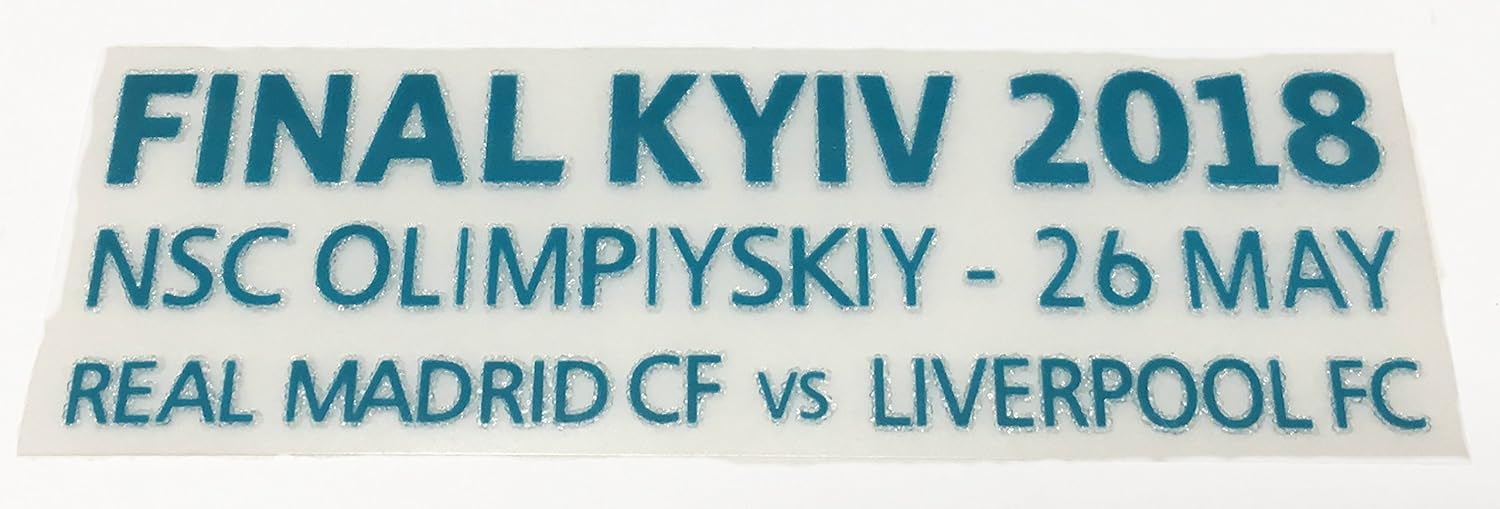 FINAL KYIV 2018
NSC OLIMPIYSKIY - 26 MAY
REAL MADRID CF VS LIVERPOOL FC